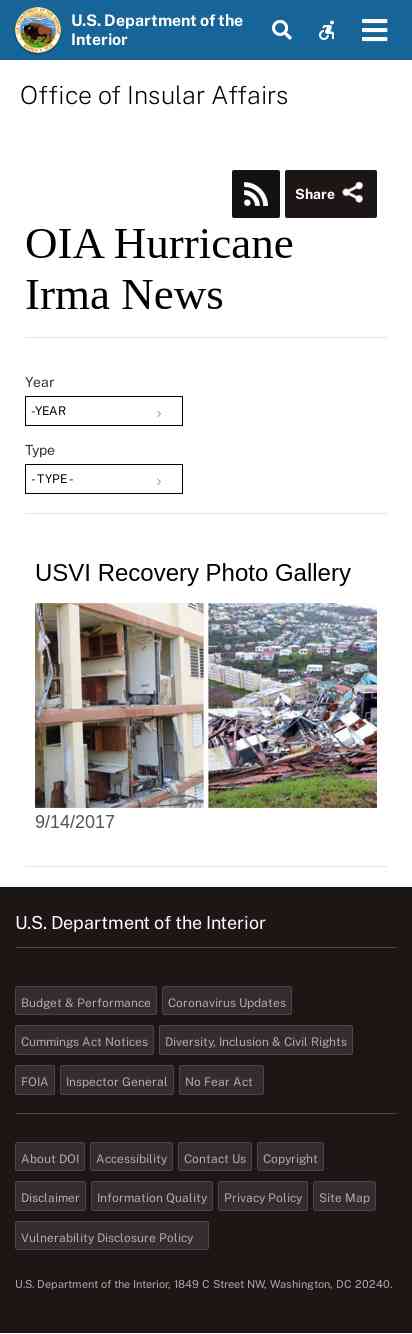 U.S. Department of the
Interior
Office of Insular Affairs
Share
OIA Hurricane
Irma News
Year
-YEAR
Type
- TYPE -
USVI Recovery Photo Gallery
9/14/2017
U.S. Department of the Interior
Budget & Performance Coronavirus Updates
Cummings Act Notices Diversity, Inclusion & Civil Rights
FOIA Inspector General No Fear Act
About DOI Accessibility Contact Us Copyright
Disclaimer Information Quality Privacy Policy Site Map
Vulnerability Disclosure Policy
U.S. Department of the Interior, 1849 C Street NW, Washington, DC 20240.